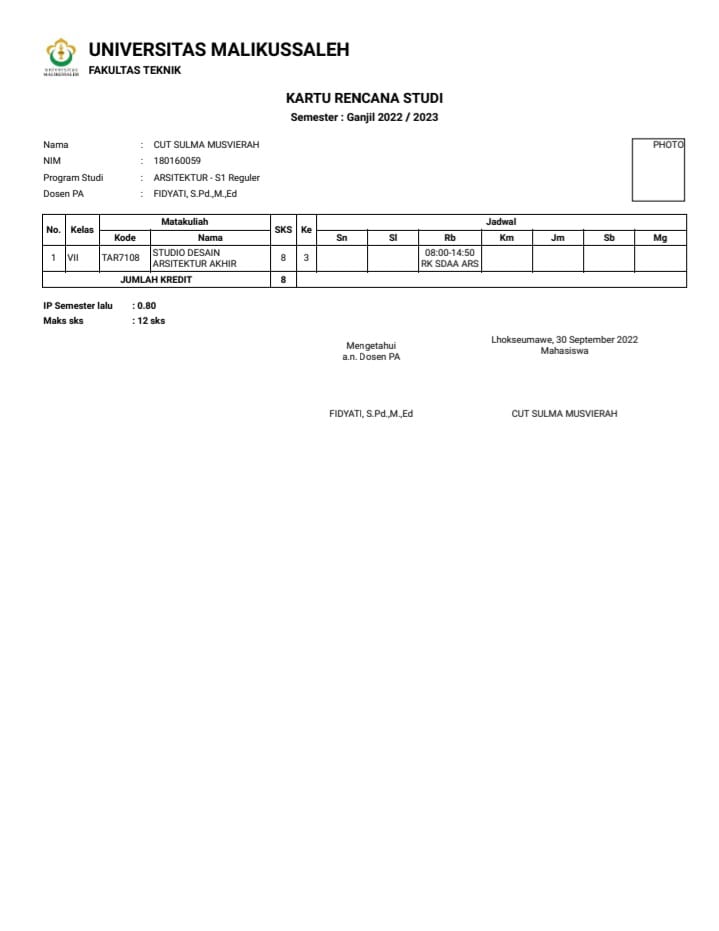 UNIVERSITAS MALIKUSSALEH
FAKULTAS TEKNIK
UNIVERSITAS
MALIKUSSALEH
KARTU RENCANA STUDI
Semester : Ganjil 2022 / 2023
Nama : CUT SULMA MUSVIERAH
NIM : 180160059
Program Studi : ARSITEKTUR - S1 Reguler
Dosen PA : FIDYATI, S.Pd.,M.,Ed
PHOTO
No. Kelas Matakuliah SKS Ke Jadwal
Kode Nama Sn Sl Rb Km Jm Sb Mg
1 VII TAR7108 STUDIO DESAIN ARSITEKTUR AKHIR 8 3 08:00-14:50 RK SDAA ARS
JUMLAH KREDIT 8
IP Semester lalu : 0.80
Maks sks : 12 sks
Lhokseumawe, 30 September 2022
Mahasiswa
Mengetahui
a.n. Dosen PA
FIDYATI, S.Pd.,M.,Ed
CUT SULMA MUSVIERAH